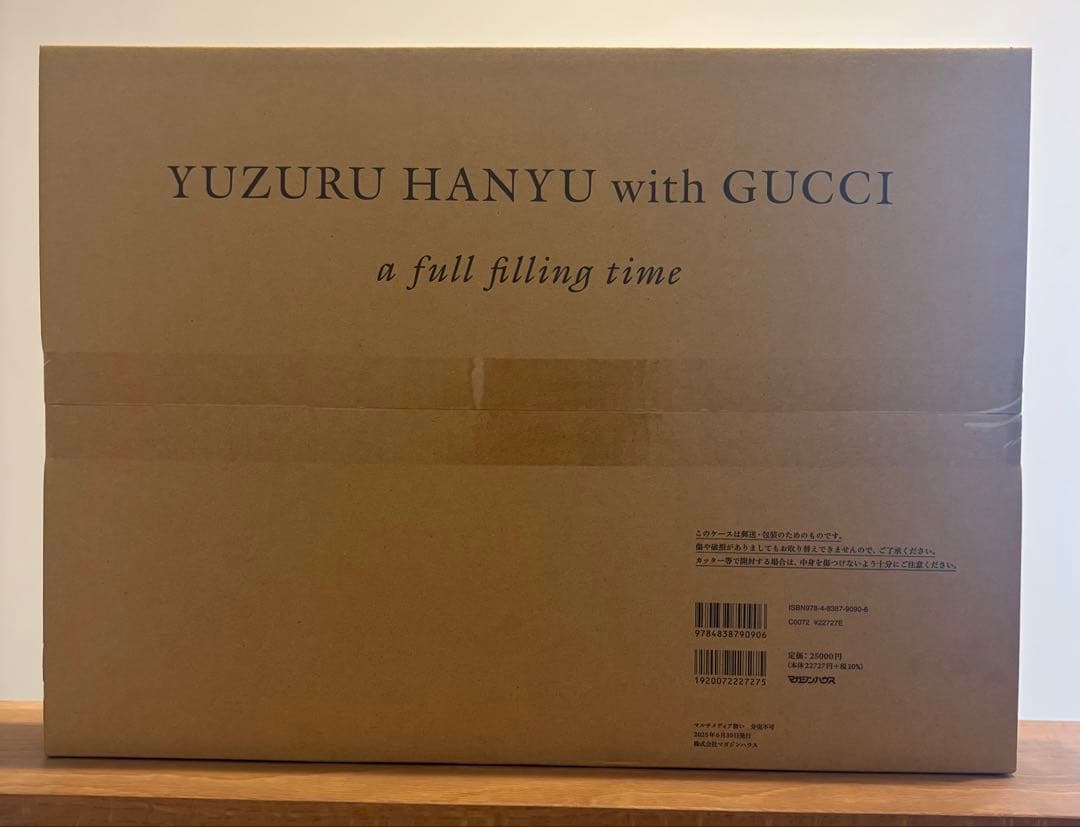 YUZURU HANYU with GUCCI
a full filling time
このケースは郵送・包装のためのものです。
傷や破損がありましてもお取り替えできませんので、ご了承ください。
カッター等で開封する場合は、中身を傷つけないよう十分にご注意ください。
ISBN978-4-8387-9090-6
C0072 ¥22727E
9784838790906
定価：25000円
（本体22727円+税10%）
マガジンハウス
1920072227275
マルチメディア扱い 分売不可
2025年6月30日発行
株式会社マガジンハウス